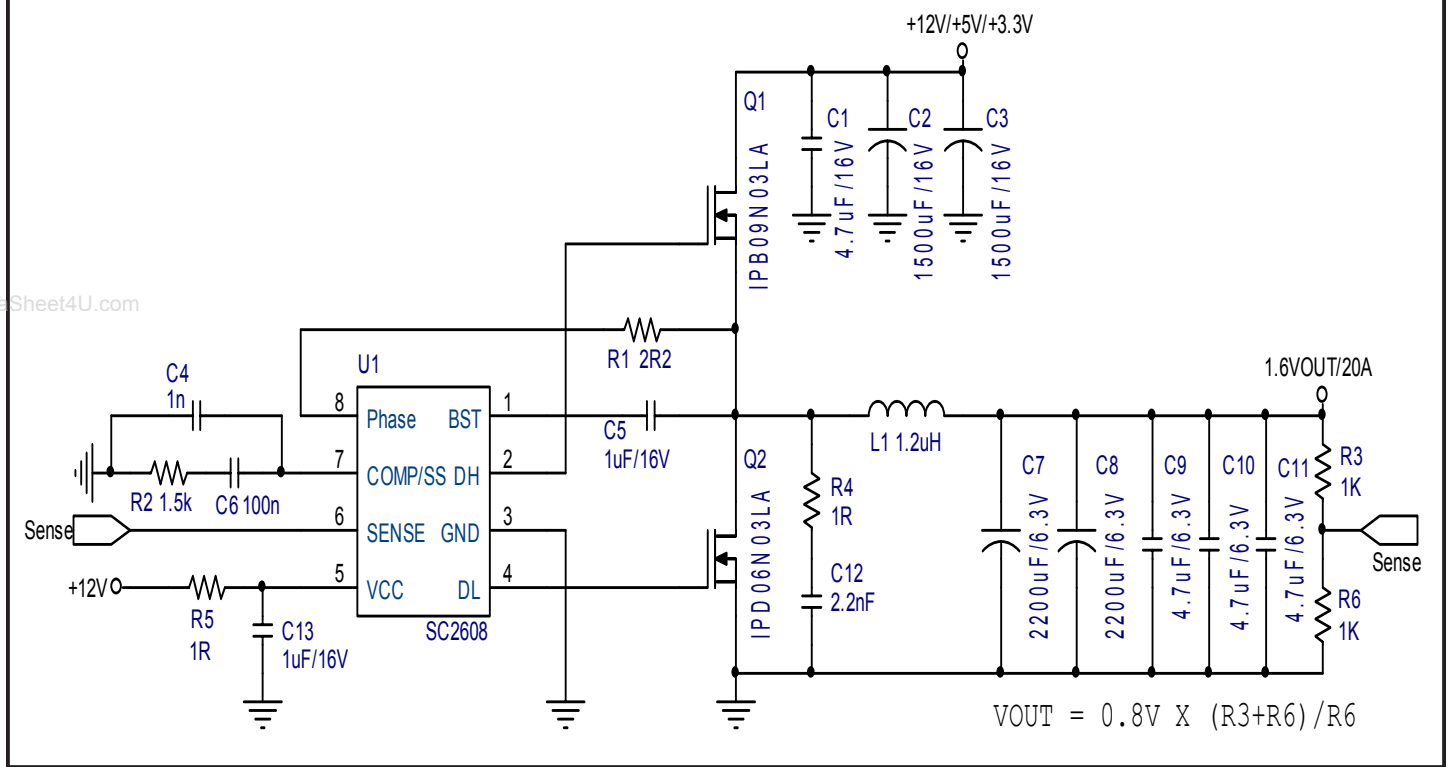 +12V/+5V/+3.3V
Q1
IPB09N03LA
C1
4.7uF/16V
C2
1500uF/16V
C3
1500uF/16V
aSheet4U.com
R1 2R2
U1
C4
1n
8
Phase
BST
1
C5
1uF/16V
7
COMP/SS
DH
2
R2 1.5k
C6 100n
Sense
6
SENSE
GND
3
+12V
5
VCC
DL
4
R5
1R
C13
1uF/16V
SC2608
Q2
IPD06N03LA
R4
1R
C12
2.2nF
L1 1.2uH
1.6VOUT/20A
C7
2200uF/6.3V
C8
2200uF/6.3V
C9
4.7uF/6.3V
C10
4.7uF/6.3V
C11
4.7uF/6.3V
R3
1K
Sense
R6
1K
VOUT = 0.8V X (R3+R6)/R6